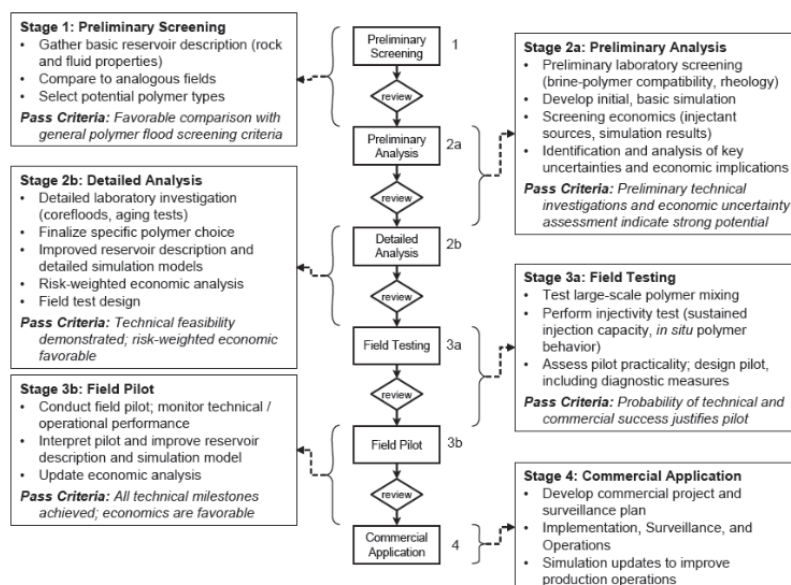 Stage 1: Preliminary Screening
• Gather basic reservoir description (rock
and fluid properties)
• Compare to analogous fields
• Select potential polymer types
Pass Criteria: Favorable comparison with
general polymer flood screening criteria
Stage 2b: Detailed Analysis
• Detailed laboratory investigation
(corefloods, aging tests)
• Finalize specific polymer choice
• Improved reservoir description and
detailed simulation models
• Risk-weighted economic analysis
• Field test design
Pass Criteria: Technical feasibility
demonstrated; risk-weighted economic
favorable
Stage 3b: Field Pilot
• Conduct field pilot; monitor technical /
operational performance
• Interpret pilot and improve reservoir
description and simulation model
• Update economic analysis
Pass Criteria: All technical milestones
achieved; economics are favorable
Preliminary
Screening
1
review
Preliminary
Analysis
2a
review
Detailed
Analysis
2b
review
Field Testing
3a
review
Field Pilot
3b
review
Commercial
Application
4
Stage 2a: Preliminary Analysis
• Preliminary laboratory screening
(brine-polymer compatibility, rheology)
• Develop initial, basic simulation
• Screening economics (injectant
sources, simulation results)
• Identification and analysis of key
uncertainties and economic implications
Pass Criteria: Preliminary technical
investigations and economic uncertainty
assessment indicate strong potential
Stage 3a: Field Testing
• Test large-scale polymer mixing
• Perform injectivity test (sustained
injection capacity, in situ polymer
behavior)
• Assess pilot practicality; design pilot,
including diagnostic measures
Pass Criteria: Probability of technical and
commercial success justifies pilot
Stage 4: Commercial Application
• Develop commercial project and
surveillance plan
• Implementation, Surveillance, and
Operations
• Simulation updates to improve
production operations